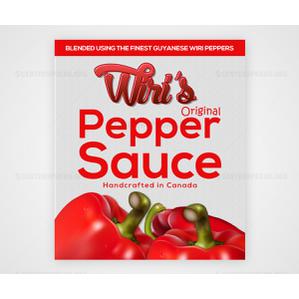 BLENDED USING THE FINEST GUYANESE WIRI PEPPERS
Wiri's
Original
Pepper
Sauce
Handcrafted in Canada